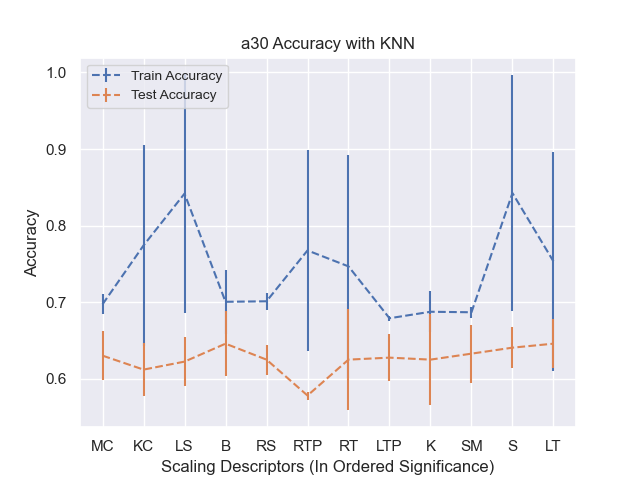 a30 Accuracy with KNN
Train Accuracy
Test Accuracy
1.0
0.9
0.8
0.7
0.6
Accuracy
MC KC LS B RS RTP RT LTP K SM S LT
Scaling Descriptors (In Ordered Significance)